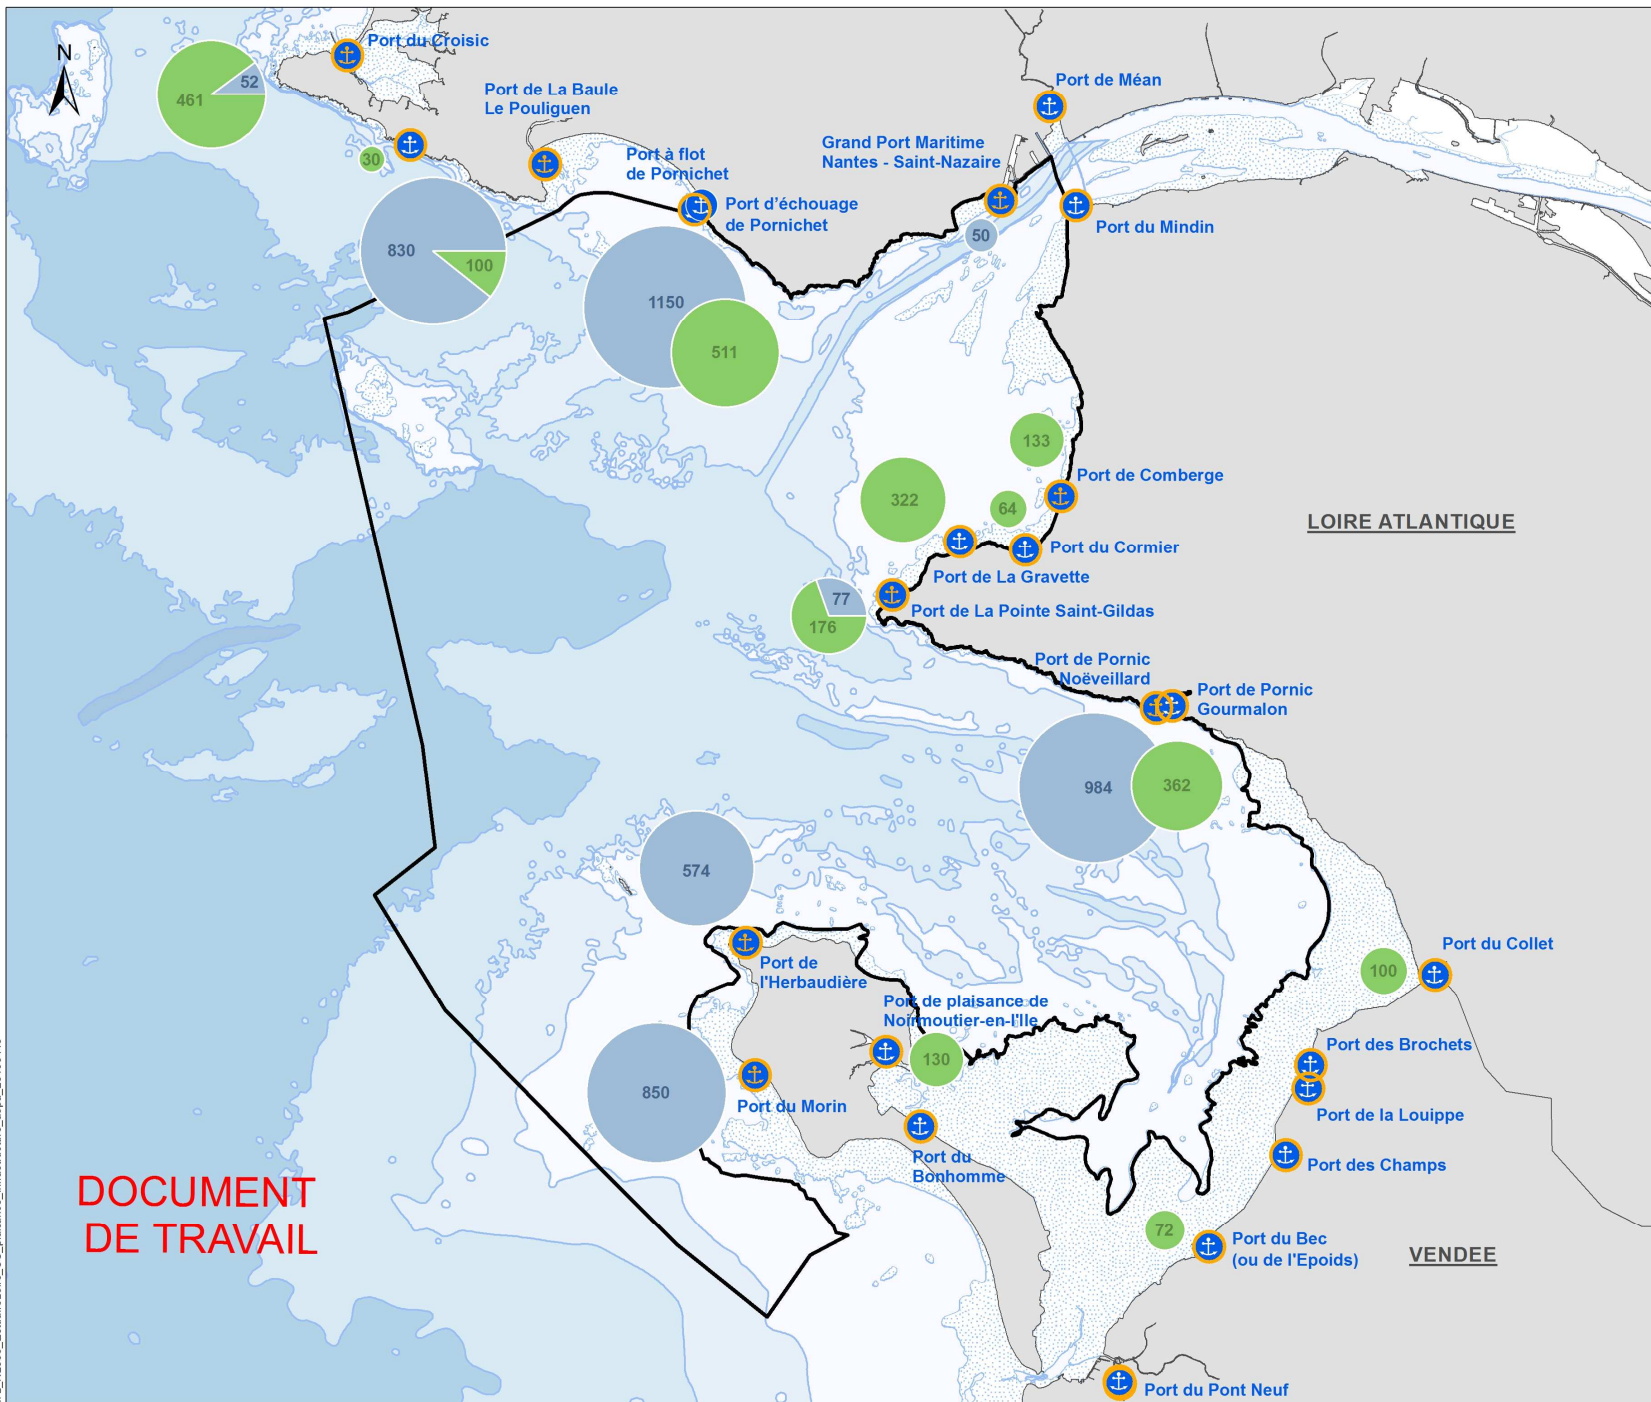 N
Port du Croisic
461
52
Port de La Baule
Le Pouliguen
Port de Méan
30
Port à flot
de Pornichet
Grand Port Maritime
Nantes - Saint-Nazaire
Port d'échouage
de Pornichet
Port du Mindin
50
830
100
1150
511
133
Port de Comberge
322
64
LOIRE ATLANTIQUE
Port du Cormier
Port de La Gravette
77
176
Port de La Pointe Saint-Gildas
Port de Pornic
Noëveillard
Port de Pornic
Gourmalon
984
362
574
Port de
l'Herbaudière
Port du Collet
100
Port de plaisance de
Noirmoutier-en-l'Ile
130
Port des Brochets
850
Port du Morin
Port de la Louippe
Port du
Bonhomme
Port des Champs
DOCUMENT
DE TRAVAIL
72
Port du Bec
(ou de l'Epoids)
VENDEE
Port du Pont Neuf